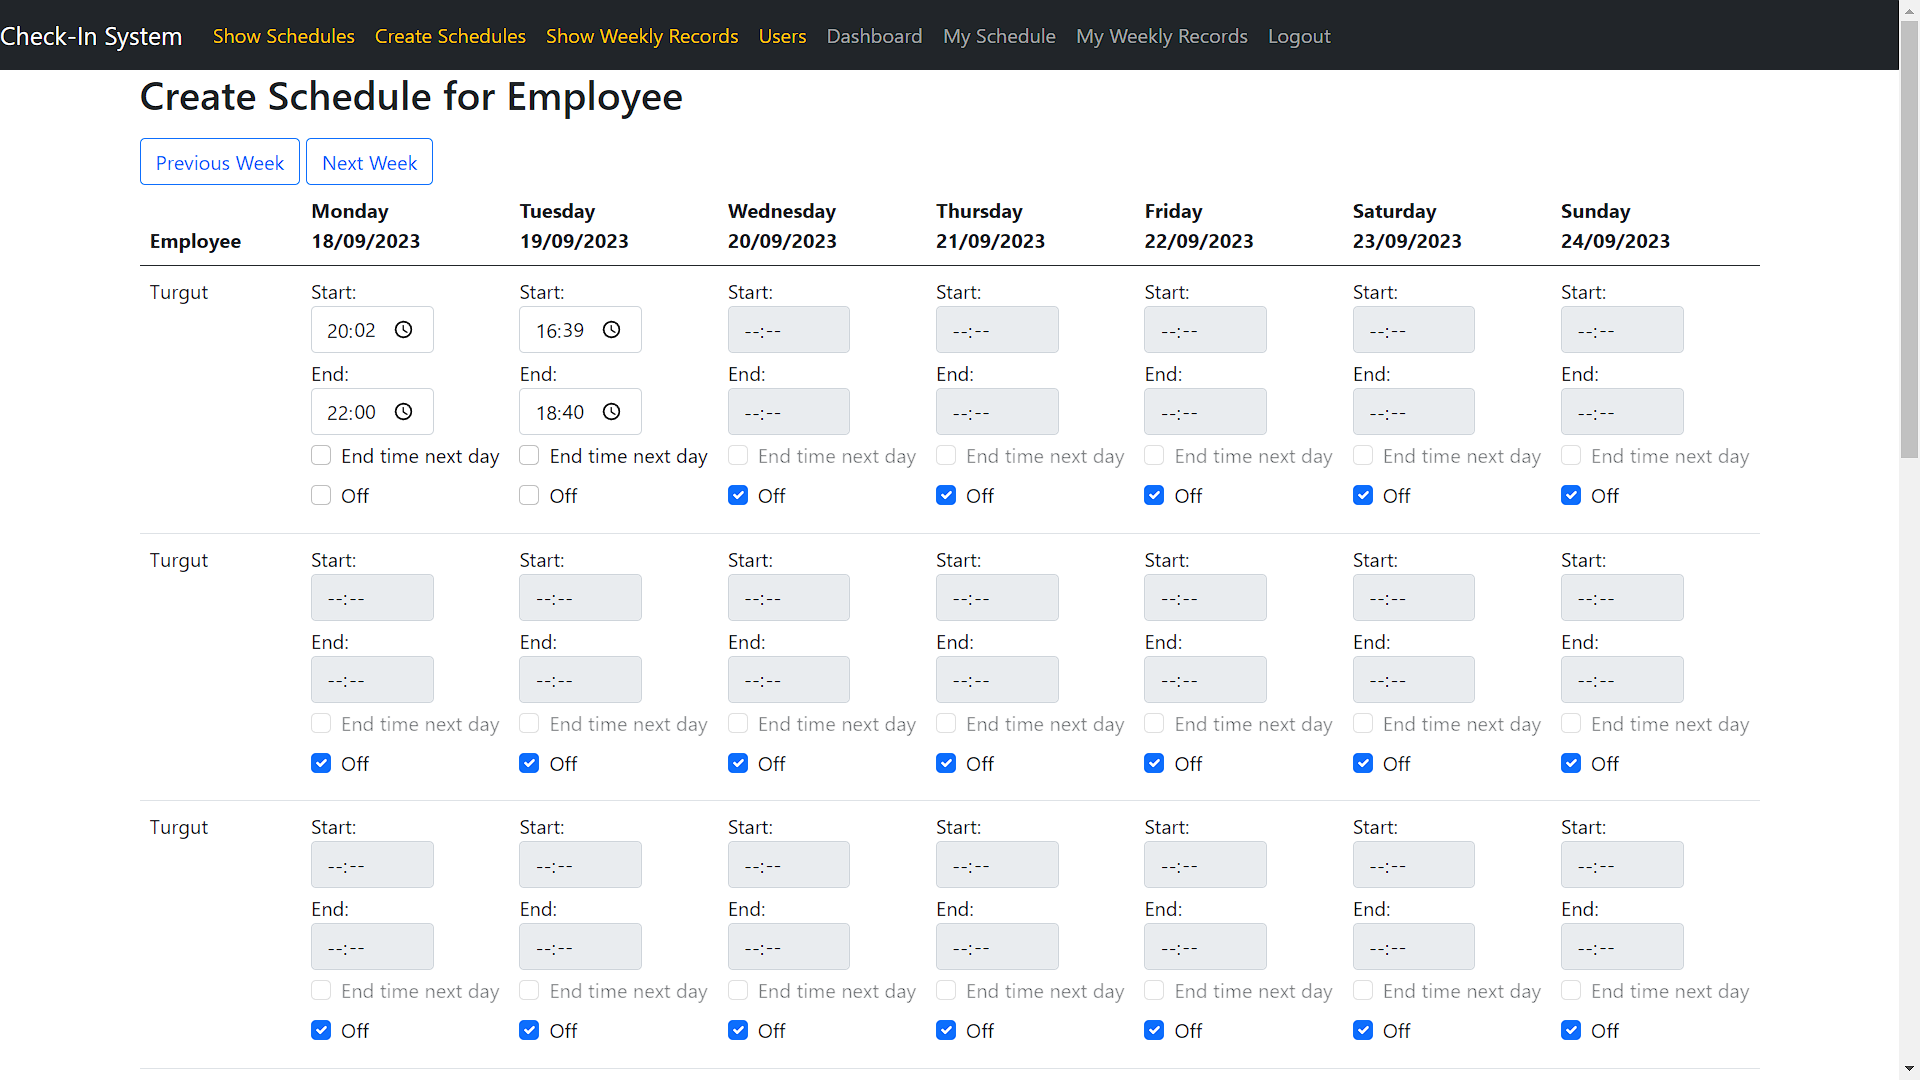 Check-In System Show Schedules Create Schedules Show Weekly Records Users Dashboard My Schedule My Weekly Records Logout
Create Schedule for Employee
Previous Week Next Week
Employee Monday 18/09/2023 Tuesday 19/09/2023 Wednesday 20/09/2023 Thursday 21/09/2023 Friday 22/09/2023 Saturday 23/09/2023 Sunday 24/09/2023
Turgut Start: Start: Start: Start: Start: Start: Start:
20:02 16:39 --:-- --:-- --:-- --:-- --:--
End: End: End: End: End: End: End:
22:00 18:40 --:-- --:-- --:-- --:-- --:--
End time next day End time next day End time next day End time next day End time next day End time next day End time next day
Off Off Off Off Off Off Off
Turgut Start: Start: Start: Start: Start: Start: Start:
--:-- --:-- --:-- --:-- --:-- --:-- --:--
End: End: End: End: End: End: End:
--:-- --:-- --:-- --:-- --:-- --:-- --:--
End time next day End time next day End time next day End time next day End time next day End time next day End time next day
Off Off Off Off Off Off Off
Turgut Start: Start: Start: Start: Start: Start: Start:
--:-- --:-- --:-- --:-- --:-- --:-- --:--
End: End: End: End: End: End: End:
--:-- --:-- --:-- --:-- --:-- --:-- --:--
End time next day End time next day End time next day End time next day End time next day End time next day End time next day
Off Off Off Off Off Off Off